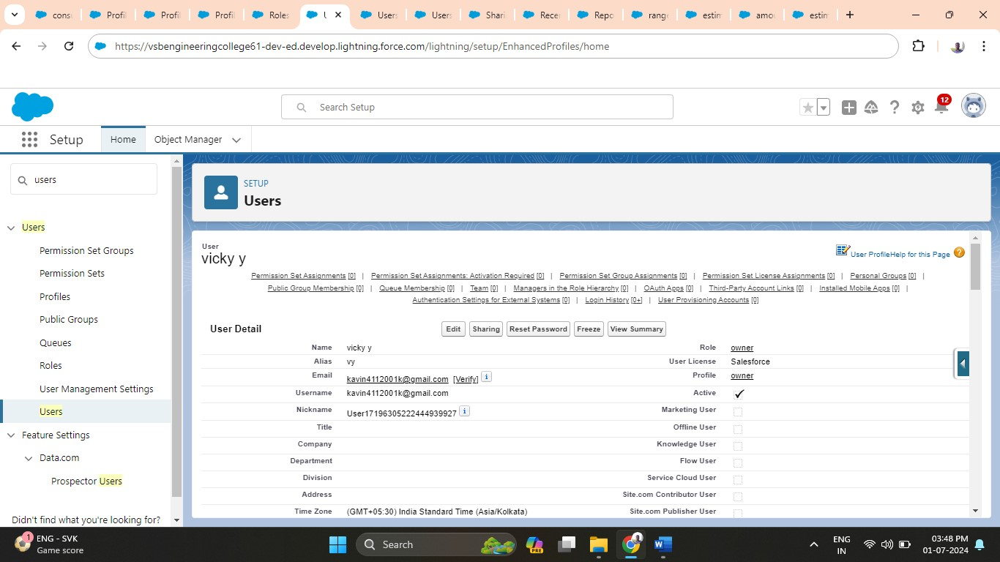 consu
Profil
Profil
Profil
Roles
Users
Users
Shari
Rece
Repo
rang
estim
amou
estim
https://vsbengineeringcollege61-dev-ed.develop.lightning.force.com/lightning/setup/EnhancedProfiles/home
Search Setup
12
Setup
Home
Object Manager
users
Users
Permission Set Groups
Permission Sets
Profiles
Public Groups
Queues
Roles
User Management Settings
Users
Feature Settings
Data.com
Prospector Users
Didn't find what you're looking for?
SETUP
Users
User
vicky y
User Profile Help for this Page
Permission Set Assignments [0] | Permission Set Assignments: Activation Required [0] | Permission Set Group Assignments [0] | Permission Set License Assignments [0] | Personal Groups [0] |
Public Group Membership [0] | Queue Membership [0] | Team [0] | Managers in the Role Hierarchy [0] | OAuth Apps [0] | Third-Party Account Links [0] | Installed Mobile Apps [0] |
Authentication Settings for External Systems [0] | Login History [0+] | User Provisioning Accounts [0]
User Detail
Edit Sharing Reset Password Freeze View Summary
Name vicky y Role owner
Alias vy User License Salesforce
Email kavin4112001k@gmail.com [Verify] i Profile owner
Username kavin4112001k@gmail.com Active ✓
Nickname User17196305222444939927 i Marketing User
Title Offline User
Company Knowledge User
Department Flow User
Division Service Cloud User
Address Site.com Contributor User
Time Zone (GMT+05:30) India Standard Time (Asia/Kolkata) Site.com Publisher User
1
ENG - SVK
Game score
Search
PRE
ENG
IN
03:48 PM
01-07-2024